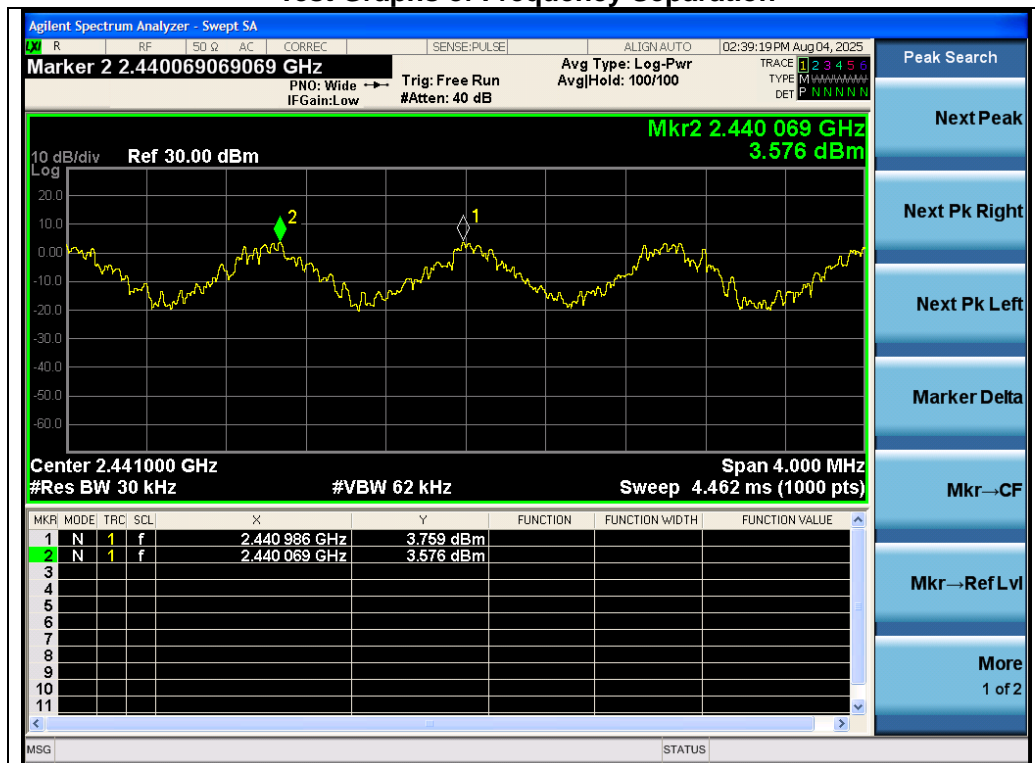 Agilent Spectrum Analyzer - Swept SA
LXI R RF 50 Ω AC CORREC SENSE:PULSE ALIGN AUTO 02:39:19 PM Aug 04, 2025
Marker 2 2.440069069069 GHz
PNO: Wide
IFGain:Low
Trig: Free Run
#Atten: 40 dB
Avg Type: Log-Pwr
Avg|Hold: 100/100
TRACE 1 2 3 4 5 6
TYPE M
DET P N N N N N
Mkr2 2.440 069 GHz
3.576 dBm
10 dB/div Ref 30.00 dBm
Log
20.0
10.0
0.00
-10.0
-20.0
-30.0
-40.0
-50.0
-60.0
2
1
Center 2.441000 GHz Span 4.000 MHz
#Res BW 30 kHz #VBW 62 kHz Sweep 4.462 ms (1000 pts)
MKR MODE TRC SCL X Y FUNCTION FUNCTION WIDTH FUNCTION VALUE
1 N 1 f 2.440 986 GHz 3.759 dBm
2 N 1 f 2.440 069 GHz 3.576 dBm
3
4
5
6
7
8
9
10
11
MSG STATUS
Peak Search
Next Peak
Next Pk Right
Next Pk Left
Marker Delta
Mkr→CF
Mkr→Ref Lvl
More
1 of 2